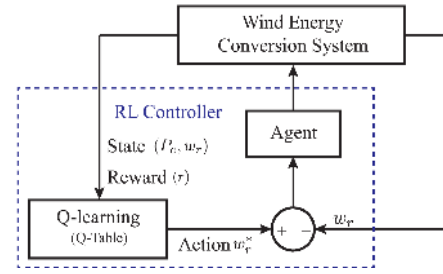 Wind Energy
Conversion System
RL Controller
Agent
State (P_e, w_r)
Reward (r)
Q-learning
(Q-Table)
Action w_r^*
+ −
w_r